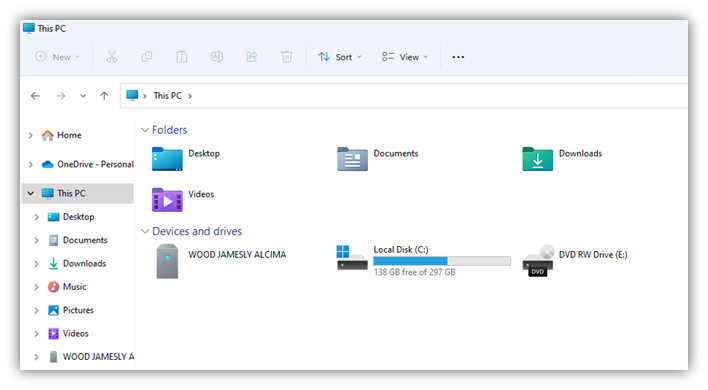 This PC
New
Sort
View
This PC
Home
OneDrive - Personal
This PC
Desktop
Documents
Downloads
Music
Pictures
Videos
WOOD JAMESLY A
Folders
Desktop
Documents
Downloads
Videos
Devices and drives
WOOD JAMESLY ALCIMA
Local Disk (C:)
138 GB free of 297 GB
DVD
DVD RW Drive (E:)